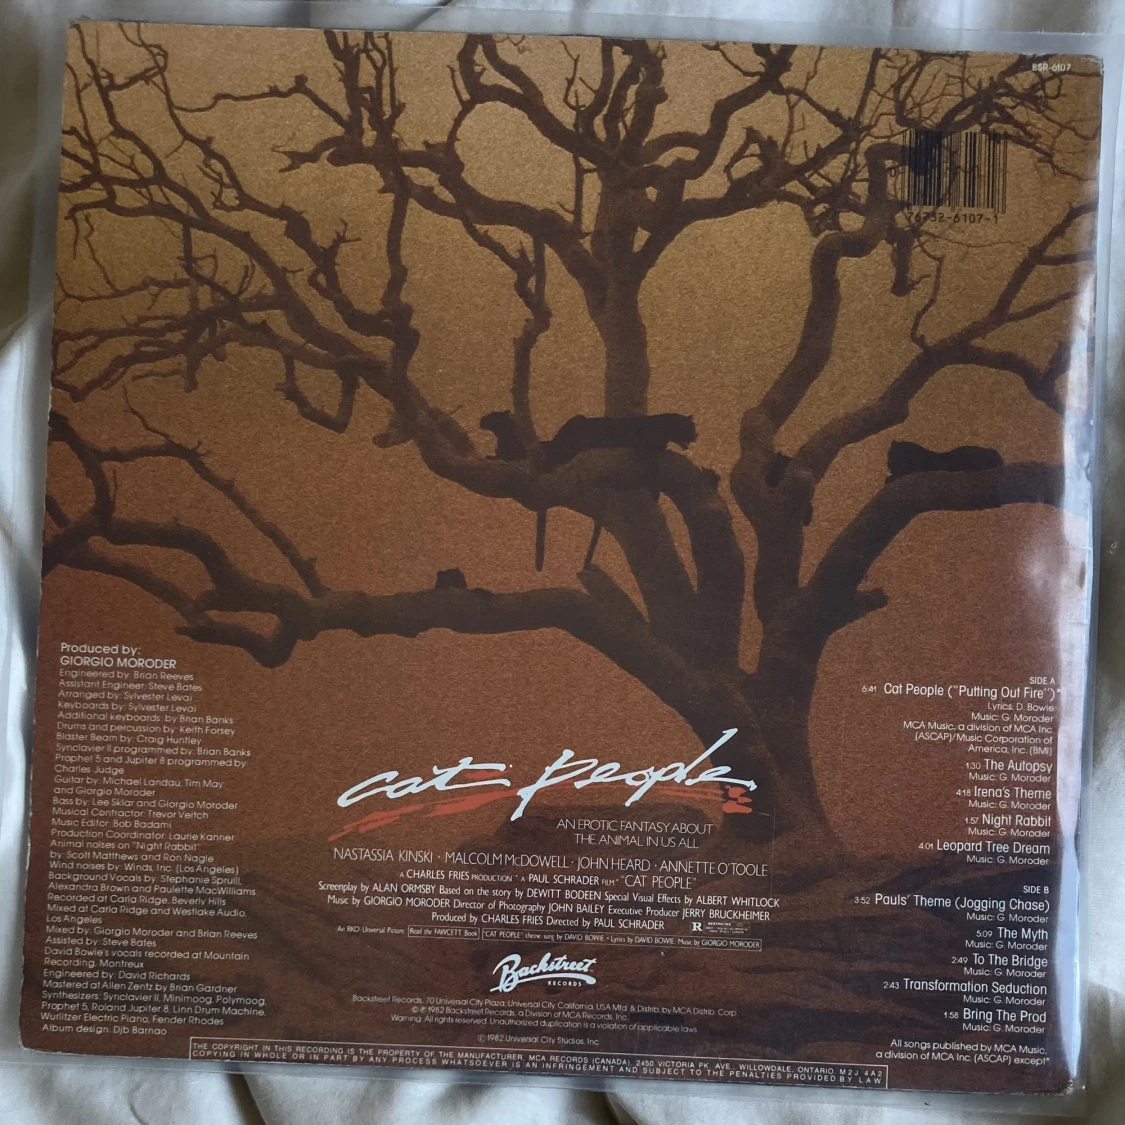 BSR-6107
76732-6107-1
Produced by:
GIORGIO MORODER
Engineered by: Brian Reeves
Assistant Engineer: Steve Bates
Arranged by: Sylvester Levai
Keyboards by: Sylvester Levai
Additional keyboards: by Brian Banks
Drums and percussion by: Keith Forsey
Blaster Beam by: Craig Huntley
Synclavier II programmed by: Brian Banks
Prophet 5 and Jupiter 8 programmed by:
Charles Judge
Guitar by: Michael Landau, Tim May
and Giorgio Moroder
Bass by: Lee Sklar and Giorgio Moroder
Musical Contractor: Trevor Veitch
Music Editor: Bob Badami
Production Coordinator: Laurie Kanner
Animal noises on "Night Rabbit"
by: Scott Matthews and Ron Nagle
Wind noises by: Winds, Inc. (Los Angeles)
Background Vocals by: Stephanie Spruill,
Alexandra Brown and Paulette MacWilliams
Recorded at Carla Ridge, Beverly Hills
Mixed at Carla Ridge and Westlake Audio,
Los Angeles
Mixed by: Giorgio Moroder and Brian Reeves
Assisted by: Steve Bates
David Bowie's vocals recorded at Mountain
Recording, Montreux
Engineered by: David Richards
Mastered at Allen Zentz by Brian Gardner
Synthesizers: Synclavier II, Minimoog, Polymoog,
Prophet 5, Roland Jupiter 8, Linn Drum Machine,
Wurlitzer Electric Piano, Fender Rhodes
Album design: Djb Barnao
cat people
AN EROTIC FANTASY ABOUT
THE ANIMAL IN US ALL
NASTASSIA KINSKI · MALCOLM McDOWELL · JOHN HEARD · ANNETTE O'TOOLE
A CHARLES FRIES PRODUCTION · A PAUL SCHRADER FILM · "CAT PEOPLE"
Screenplay by ALAN ORMSBY Based on the story by DEWITT BODEEN Special Visual Effects by ALBERT WHITLOCK
Music by GIORGIO MORODER Director of Photography JOHN BAILEY Executive Producer JERRY BRUCKHEIMER
Produced by CHARLES FRIES Directed by PAUL SCHRADER R RESTRICTED
An RKO-Universal Picture Read the FAWCETT Book "CAT PEOPLE" theme sung by DAVID BOWIE · Lyrics by DAVID BOWIE Music by GIORGIO MORODER
Backstreet
RECORDS
Backstreet Records, 70 Universal City Plaza, Universal City, California, USA Mfd. & Distrib. by MCA Distrib. Corp.
© ℗ 1982 Backstreet Records, a Division of MCA Records, Inc.
Warning: All rights reserved. Unauthorized duplication is a violation of applicable laws
© 1982 Universal City Studios, Inc.
THE COPYRIGHT IN THIS RECORDING IS THE PROPERTY OF THE MANUFACTURER, MCA RECORDS (CANADA), 2450 VICTORIA PK. AVE., WILLOWDALE, ONTARIO. M2J 4A2
COPYING IN WHOLE OR IN PART BY ANY PROCESS WHATSOEVER IS AN INFRINGEMENT AND SUBJECT TO THE PENALTIES PROVIDED BY LAW
SIDE A
6:41 Cat People ("Putting Out Fire")*
Lyrics: D. Bowie
Music: G. Moroder
MCA Music, a division of MCA Inc.
(ASCAP)/Music Corporation of
America, Inc. (BMI)
1:30 The Autopsy
Music: G. Moroder
4:18 Irena's Theme
Music: G. Moroder
1:57 Night Rabbit
Music: G. Moroder
4:01 Leopard Tree Dream
Music: G. Moroder
SIDE B
3:52 Pauls' Theme (Jogging Chase)
Music: G. Moroder
5:09 The Myth
Music: G. Moroder
2:49 To The Bridge
Music: G. Moroder
2:43 Transformation Seduction
Music: G. Moroder
1:58 Bring The Prod
Music: G. Moroder
All songs published by MCA Music,
a division of MCA Inc. (ASCAP) except*